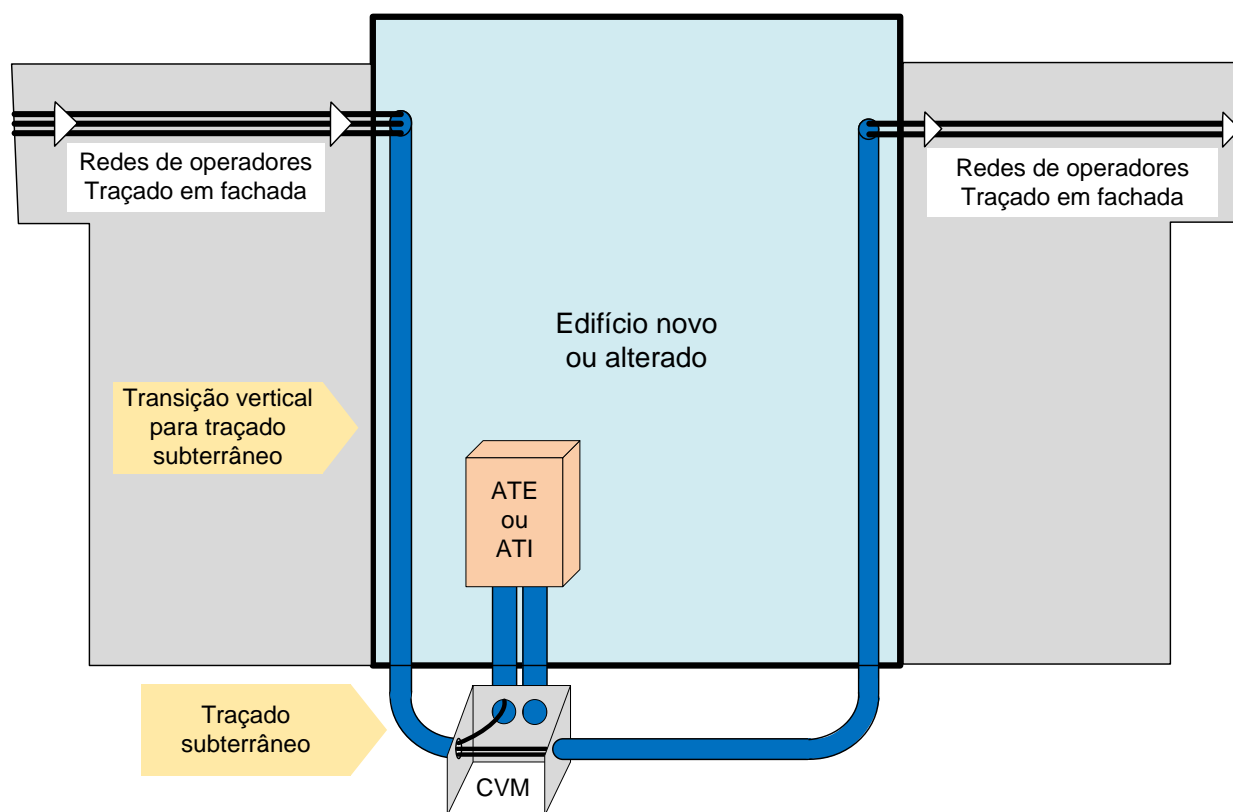 Redes de operadores
Traçado em fachada
Redes de operadores
Traçado em fachada
Edifício novo
ou alterado
Transição vertical
para traçado
subterrâneo
ATE
ou
ATI
Traçado
subterrâneo
CVM